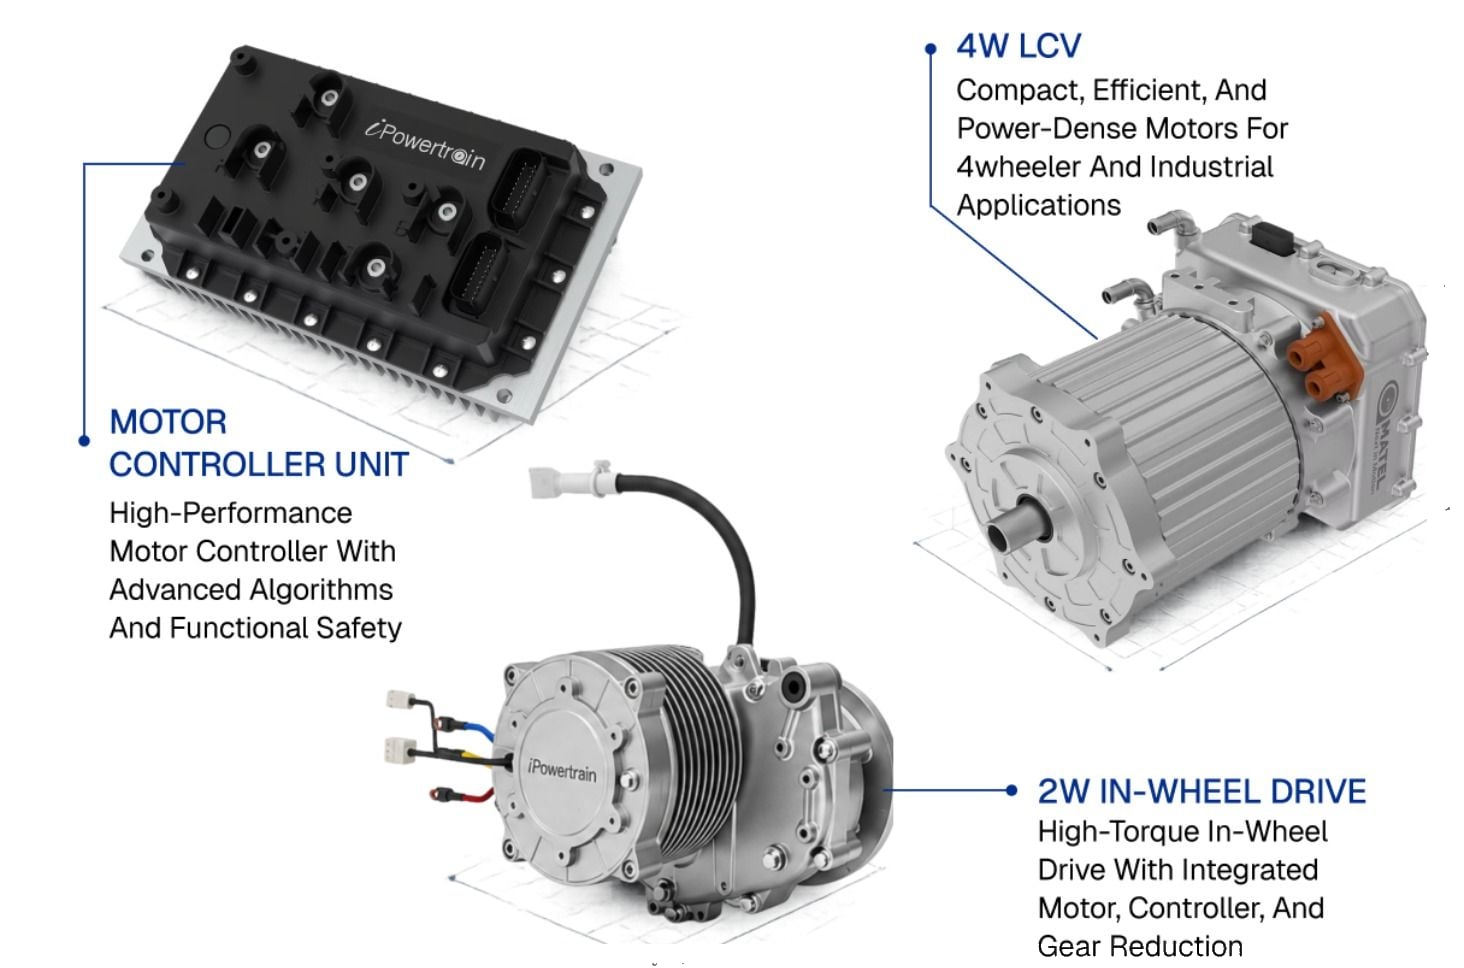 iPowertrain
MOTOR
CONTROLLER UNIT
High-Performance
Motor Controller With
Advanced Algorithms
And Functional Safety
4W LCV
Compact, Efficient, And
Power-Dense Motors For
4wheeler And Industrial
Applications
MATEL
iPowertrain
2W IN-WHEEL DRIVE
High-Torque In-Wheel
Drive With Integrated
Motor, Controller, And
Gear Reduction